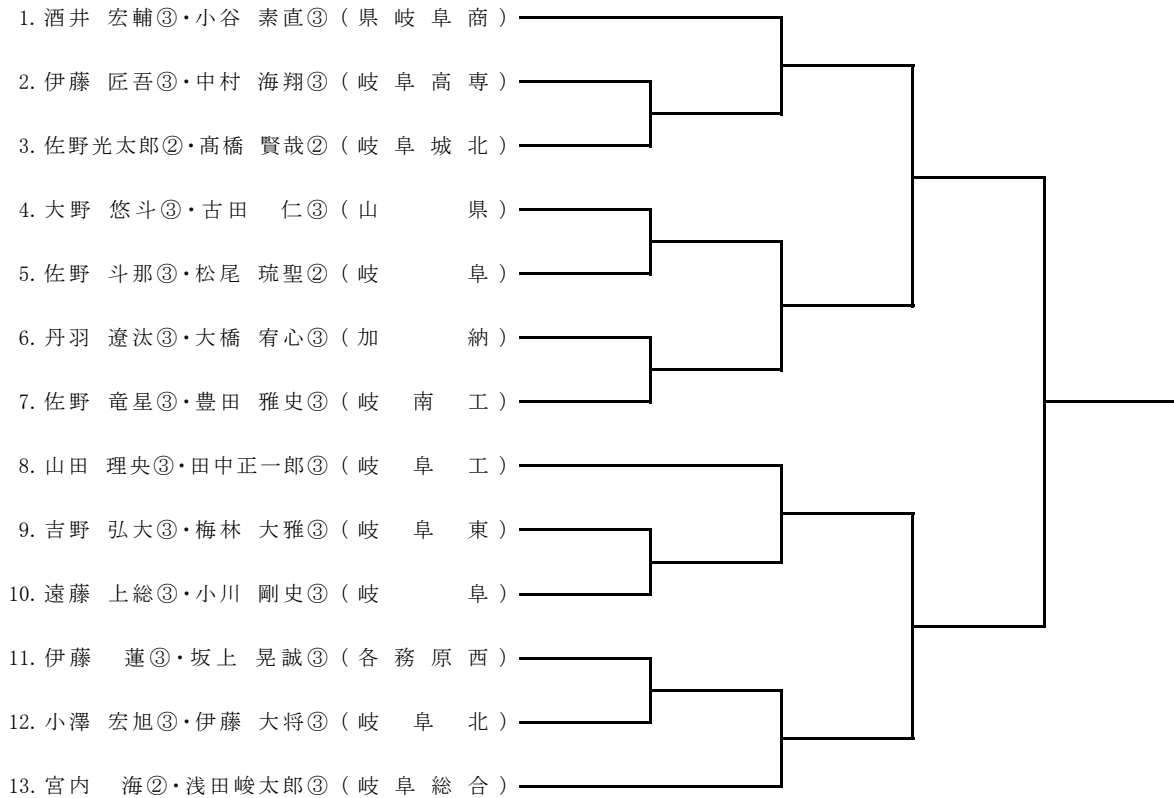 1. 酒井 宏輔③・小谷 素直③ ( 県 岐 阜 商 )
2. 伊藤 匠吾③・中村 海翔③ ( 岐 阜 高 専 )
3. 佐野光太郎②・髙橋 賢哉② ( 岐 阜 城 北 )
4. 大野 悠斗③・古田 仁③ ( 山 県 )
5. 佐野 斗那③・松尾 琉聖② ( 岐 阜 )
6. 丹羽 遼汰③・大橋 宥心③ ( 加 納 )
7. 佐野 竜星③・豊田 雅史③ ( 岐 南 工 )
8. 山田 理央③・田中正一郎③ ( 岐 阜 工 )
9. 吉野 弘大③・梅林 大雅③ ( 岐 阜 東 )
10. 遠藤 上総③・小川 剛史③ ( 岐 阜 )
11. 伊藤 蓮③・坂上 晃誠③ ( 各 務 原 西 )
12. 小澤 宏旭③・伊藤 大将③ ( 岐 阜 北 )
13. 宮内 海②・浅田峻太郎③ ( 岐 阜 総 合 )